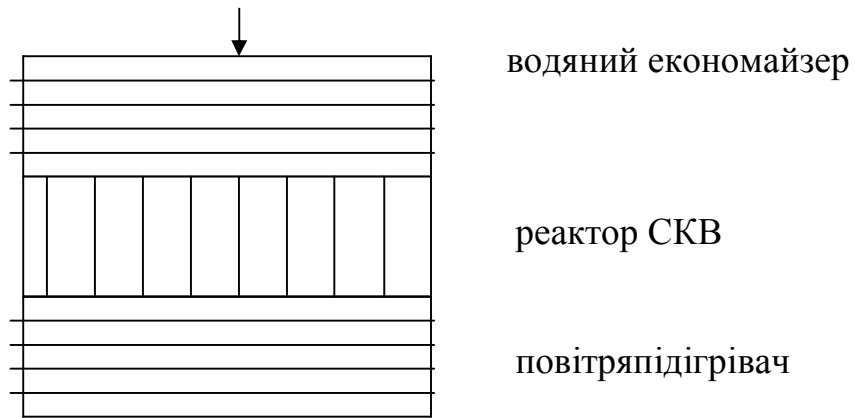 водяний економайзер
реактор СКВ
повітряпідігрівач